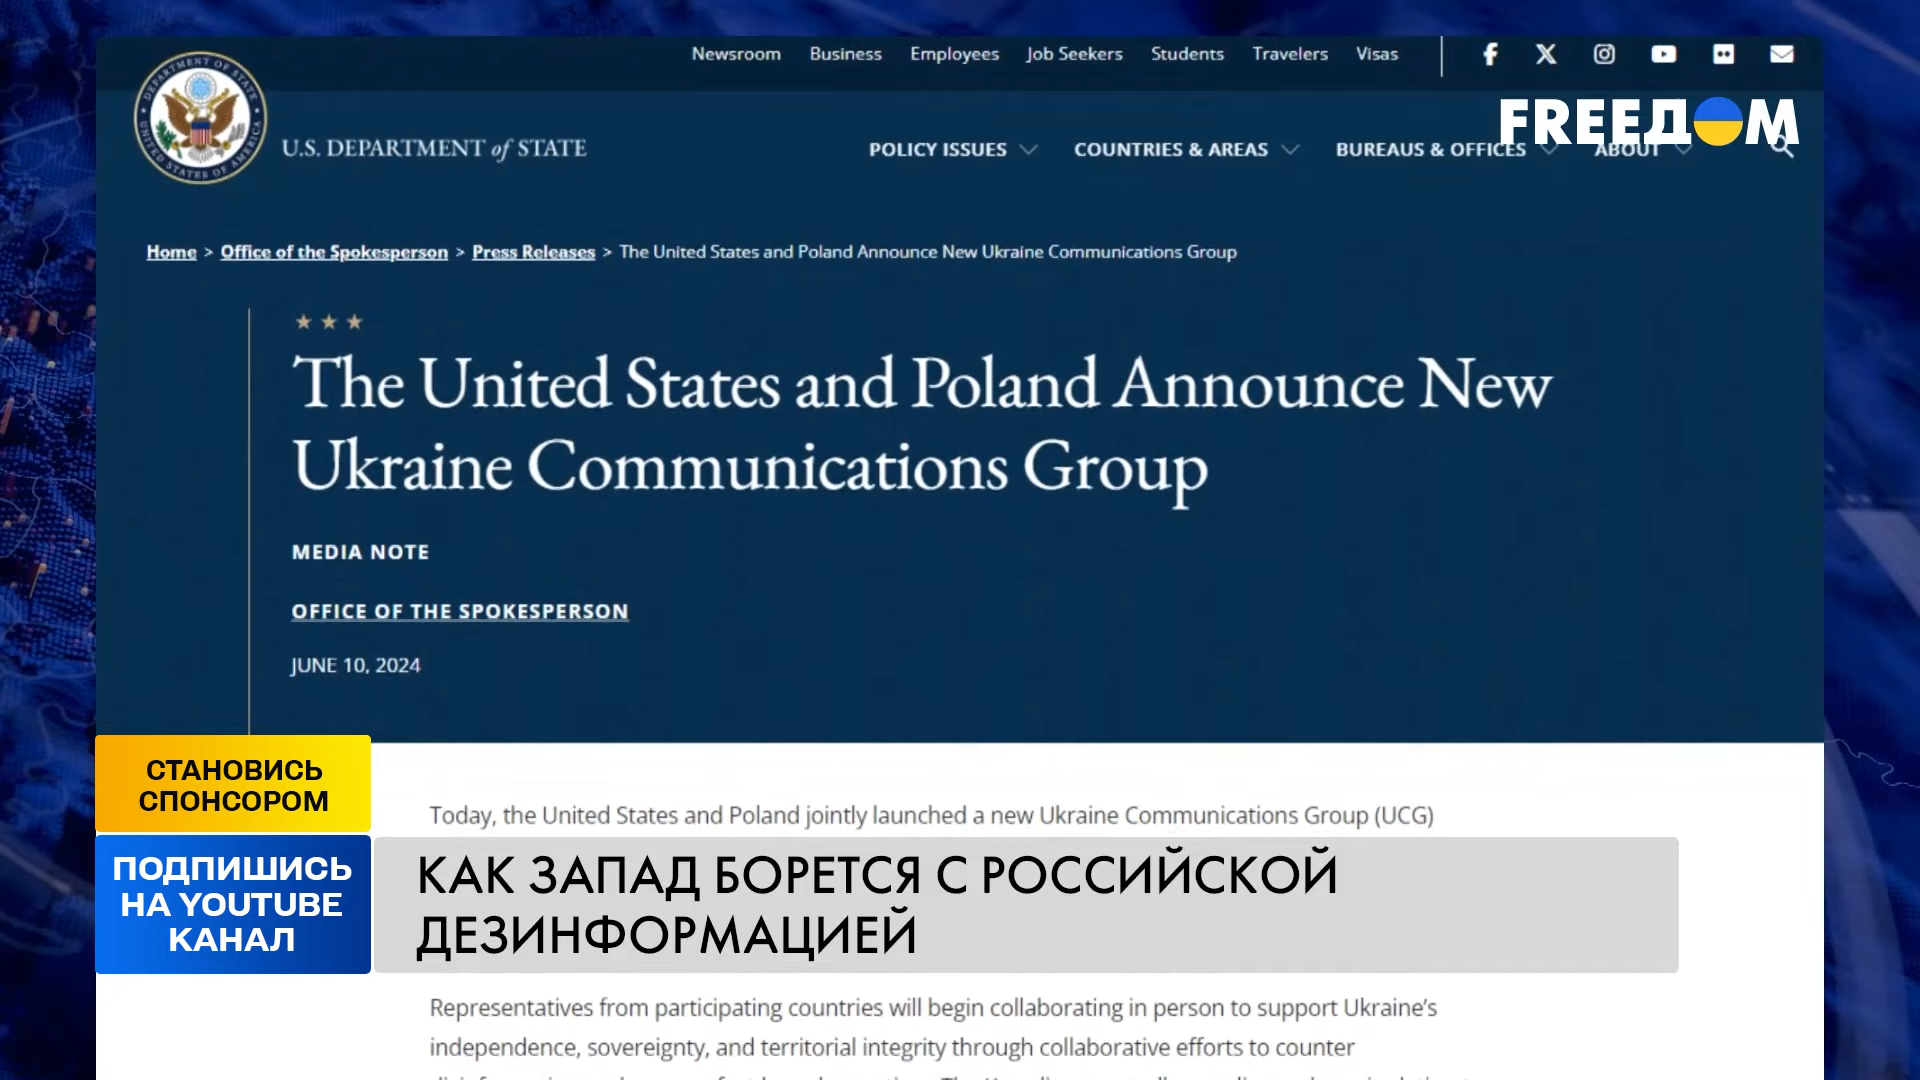 Newsroom Business Employees Job Seekers Students Travelers Visas
FREEДOM
U.S. DEPARTMENT of STATE
POLICY ISSUES COUNTRIES & AREAS BUREAUS & OFFICES ABOUT
Home > Office of the Spokesperson > Press Releases > The United States and Poland Announce New Ukraine Communications Group
The United States and Poland Announce New
Ukraine Communications Group
MEDIA NOTE
OFFICE OF THE SPOKESPERSON
JUNE 10, 2024
СТАНОВИСЬ
СПОНСОРОМ
ПОДПИШИСЬ
НА YOUTUBE
КАНАЛ
Today, the United States and Poland jointly launched a new Ukraine Communications Group (UCG)
КАК ЗАПАД БОРЕТСЯ С РОССИЙСКОЙ
ДЕЗИНФОРМАЦИЕЙ
Representatives from participating countries will begin collaborating in person to support Ukraine's
independence, sovereignty, and territorial integrity through collaborative efforts to counter